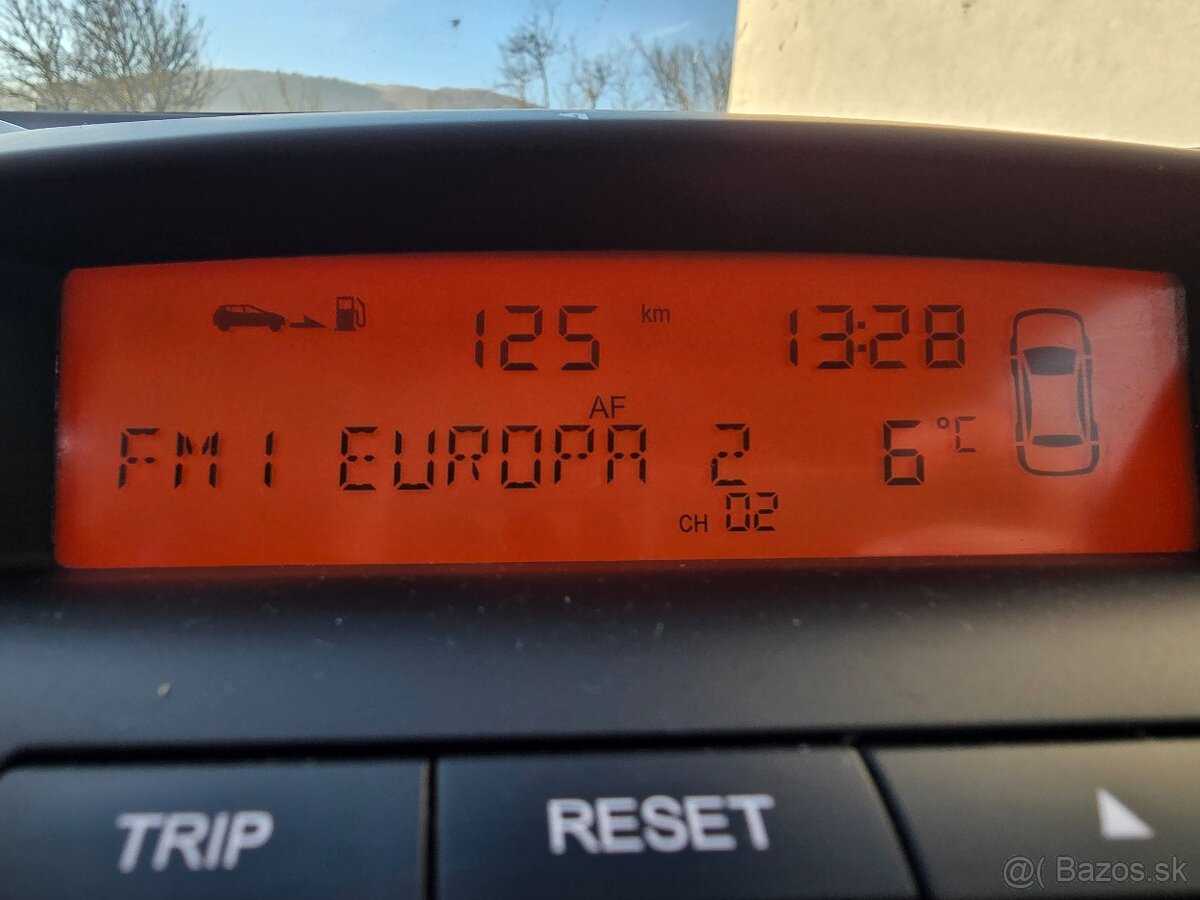 125 km 13:28
AF
FM1 EUROPA 2 6°C
CH 02
TRIP RESET
@( Bazos.sk